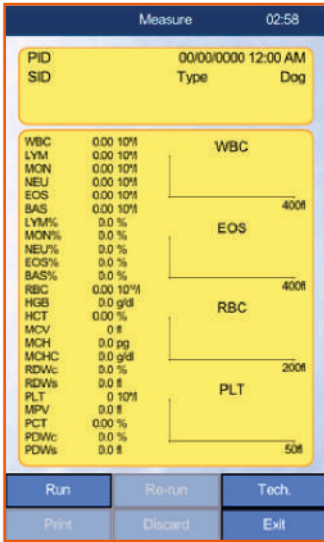 Measure 02:58
PID 00/00/0000 12:00 AM
SID Type Dog
WBC 0.00 10⁹/l
LYM 0.00 10⁹/l
MON 0.00 10⁹/l
NEU 0.00 10⁹/l
EOS 0.00 10⁹/l
BAS 0.00 10⁹/l
LYM% 0.0 %
MON% 0.0 %
NEU% 0.0 %
EOS% 0.0 %
BAS% 0.0 %
RBC 0.00 10¹²/l
HGB 0.0 g/dl
HCT 0.00 %
MCV 0 fl
MCH 0.0 pg
MCHC 0.0 g/dl
RDWc 0.0 %
RDWs 0.0 fl
PLT 0 10⁹/l
MPV 0.0 fl
PCT 0.00 %
PDWc 0.0 %
PDWs 0.0 fl
WBC
400fl
EOS
400fl
RBC
200fl
PLT
50fl
Run Re-run Tech.
Print Discard Exit